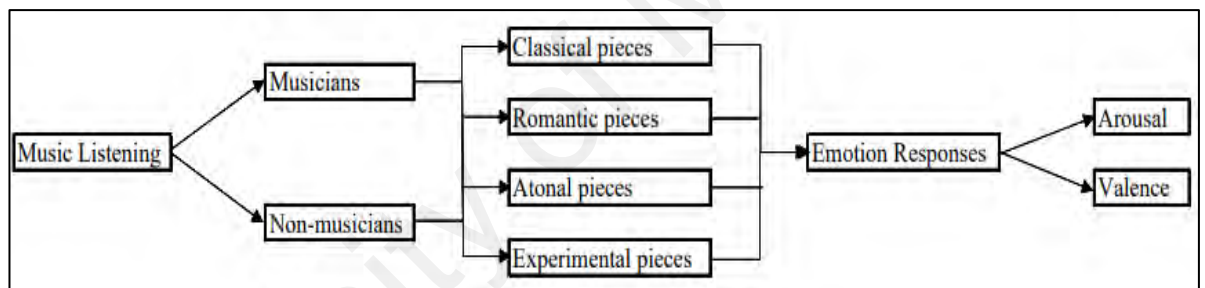 Music Listening
Musicians
Non-musicians
Classical pieces
Romantic pieces
Atonal pieces
Experimental pieces
Emotion Responses
Arousal
Valence